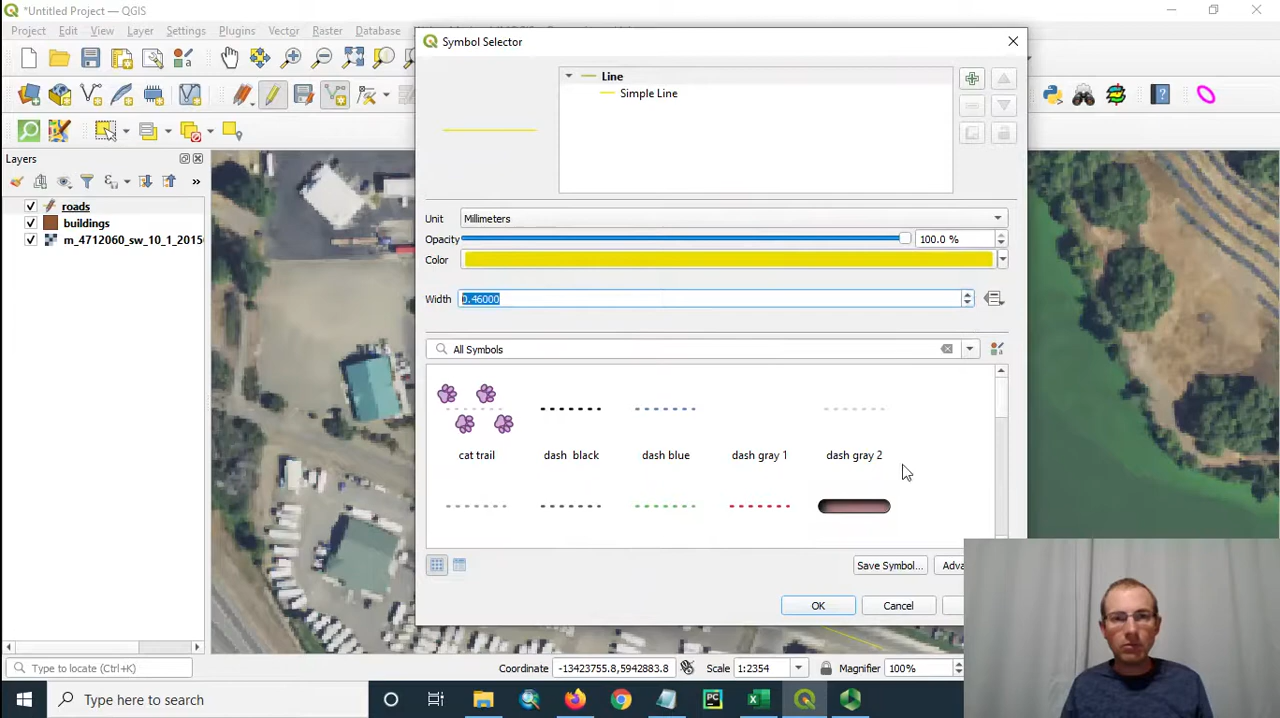 *Untitled Project — QGIS
Project Edit View Layer Settings Plugins Vector Raster Database
Symbol Selector
Line
Simple Line
Layers
roads
buildings
m_4712060_sw_10_1_2015
Unit Millimeters
Opacity 100.0 %
Color
Width 0.46000
All Symbols
cat trail dash black dash blue dash gray 1 dash gray 2
Save Symbol...
OK Cancel
Type to locate (Ctrl+K) Coordinate -13423755.8,5942883.8 Scale 1:2354 Magnifier 100%
Type here to search